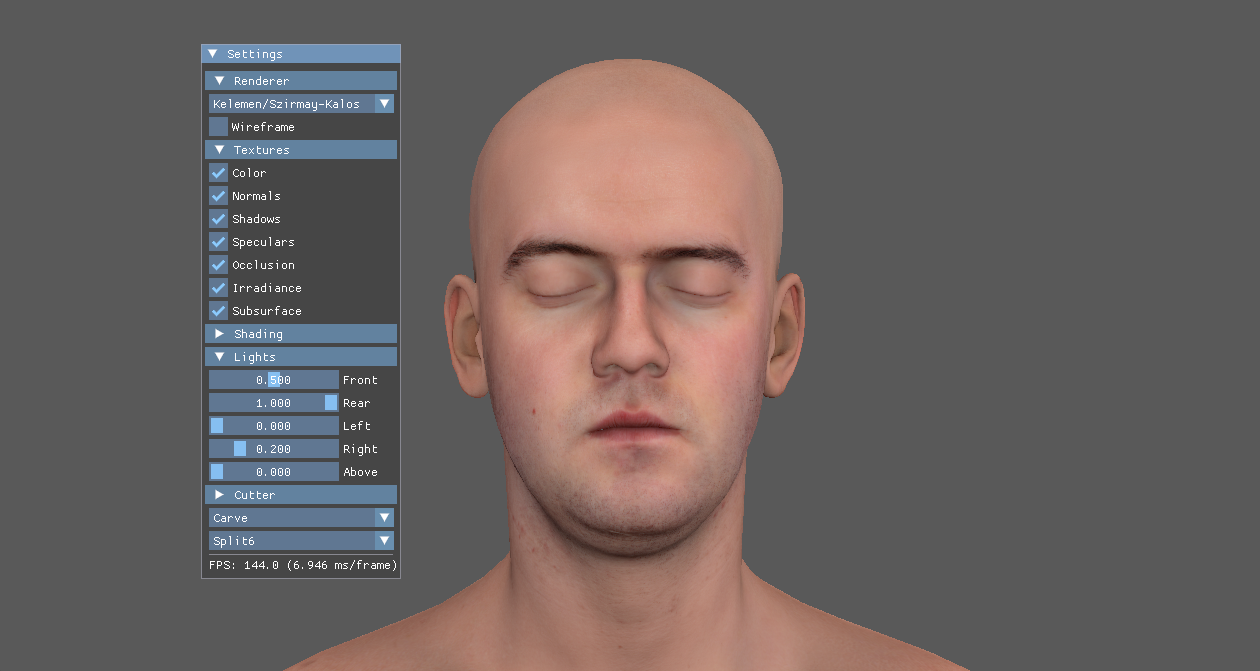 Settings
Renderer
Kelemen/Szirmay-Kalos
Wireframe
Textures
Color
Normals
Shadows
Speculars
Occlusion
Irradiance
Subsurface
Shading
Lights
0.500 Front
1.000 Rear
0.000 Left
0.200 Right
0.000 Above
Cutter
Carve
Split6
FPS: 144.0 (6.946 ms/frame)